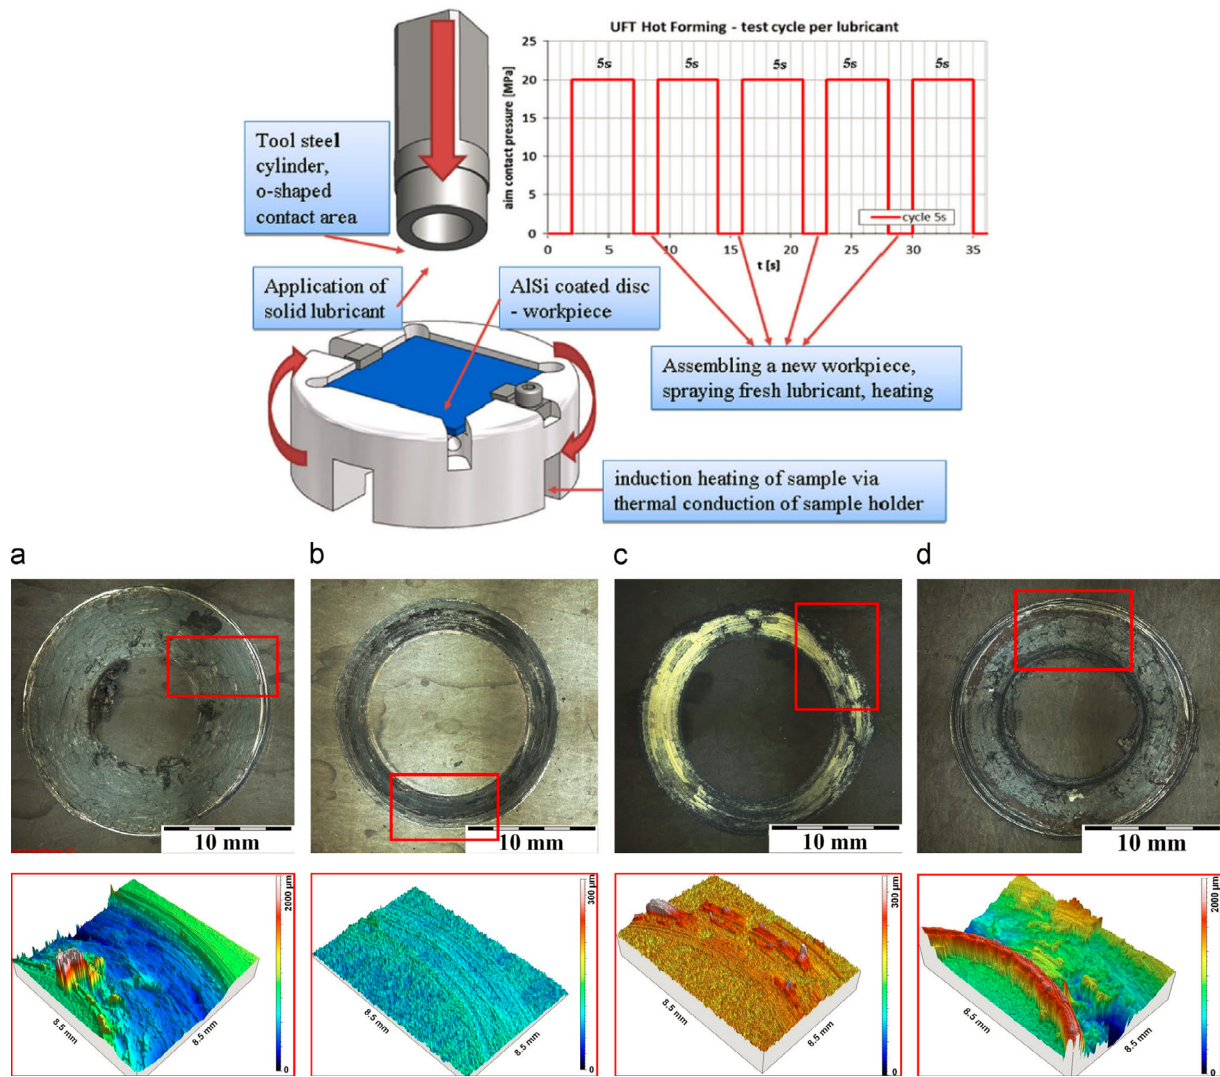 UFT Hot Forming - test cycle per lubricant
aim contact pressure [MPa]
25
20
15
10
5
0
5s
5s
5s
5s
5s
cycle 5s
0
5
10
15
20
25
30
35
t [s]
Tool steel
cylinder,
o-shaped
contact area
Application of
solid lubricant
AlSi coated disc
- workpiece
Assembling a new workpiece,
spraying fresh lubricant, heating
induction heating of sample via
thermal conduction of sample holder
a
b
c
d
10 mm
10 mm
10 mm
10 mm
2000 µm
0
8.5 mm
8.5 mm
300 µm
0
8.5 mm
8.5 mm
300 µm
0
8.5 mm
8.5 mm
2000 µm
0
8.5 mm
8.5 mm